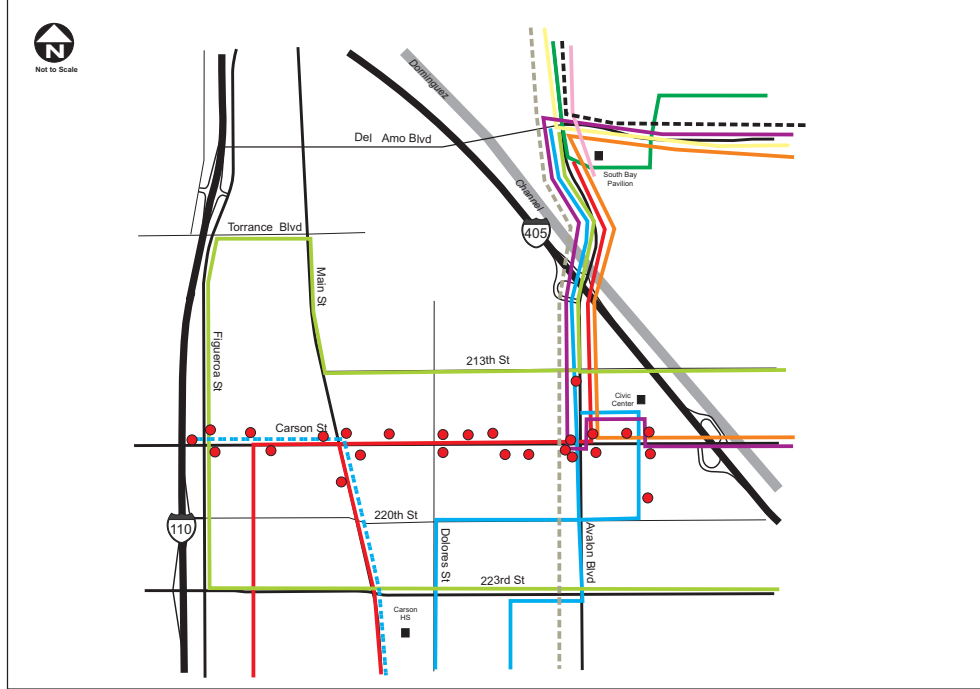 N
Not to Scale
Dominguez
Del Amo Blvd
South Bay
Pavilion
Channel
Torrance Blvd
405
Main St
Figueroa St
213th St
Civic
Center
Carson St
220th St
110
Dolores St
Avalon Blvd
223rd St
Carson
HS